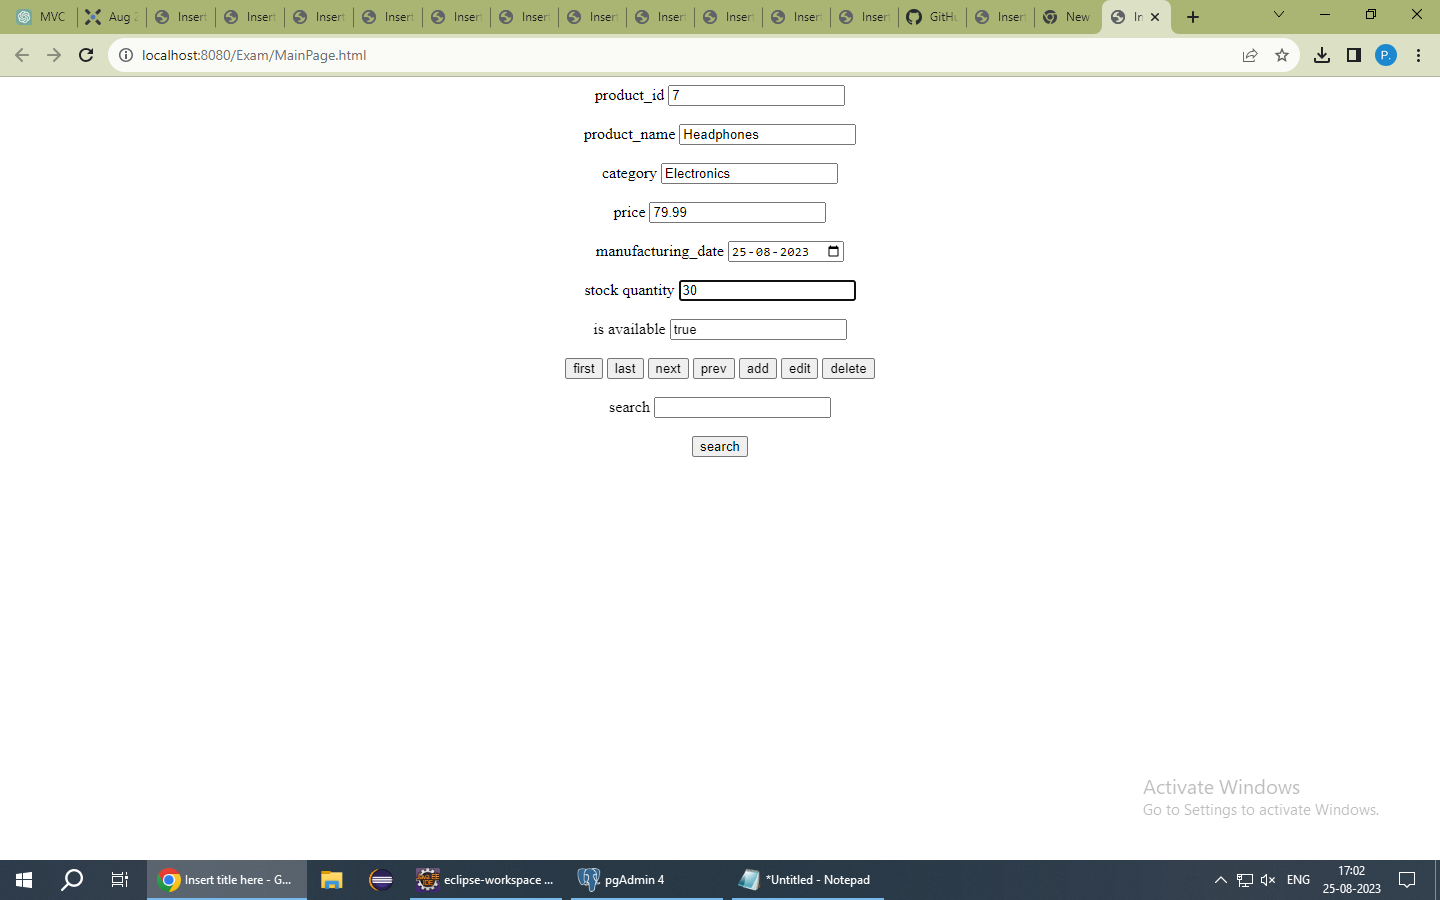 MVC Aug Insert Insert Insert Insert Insert Insert Insert Insert Insert Insert Insert GitHu Insert New In
localhost:8080/Exam/MainPage.html P.
product_id 7
product_name Headphones
category Electronics
price 79.99
manufacturing_date 25-08-2023
stock quantity 30
is available true
first last next prev add edit delete
search
search
Activate Windows
Go to Settings to activate Windows.
Insert title here - G... eclipse-workspace ... pgAdmin 4 *Untitled - Notepad ENG 17:02
25-08-2023